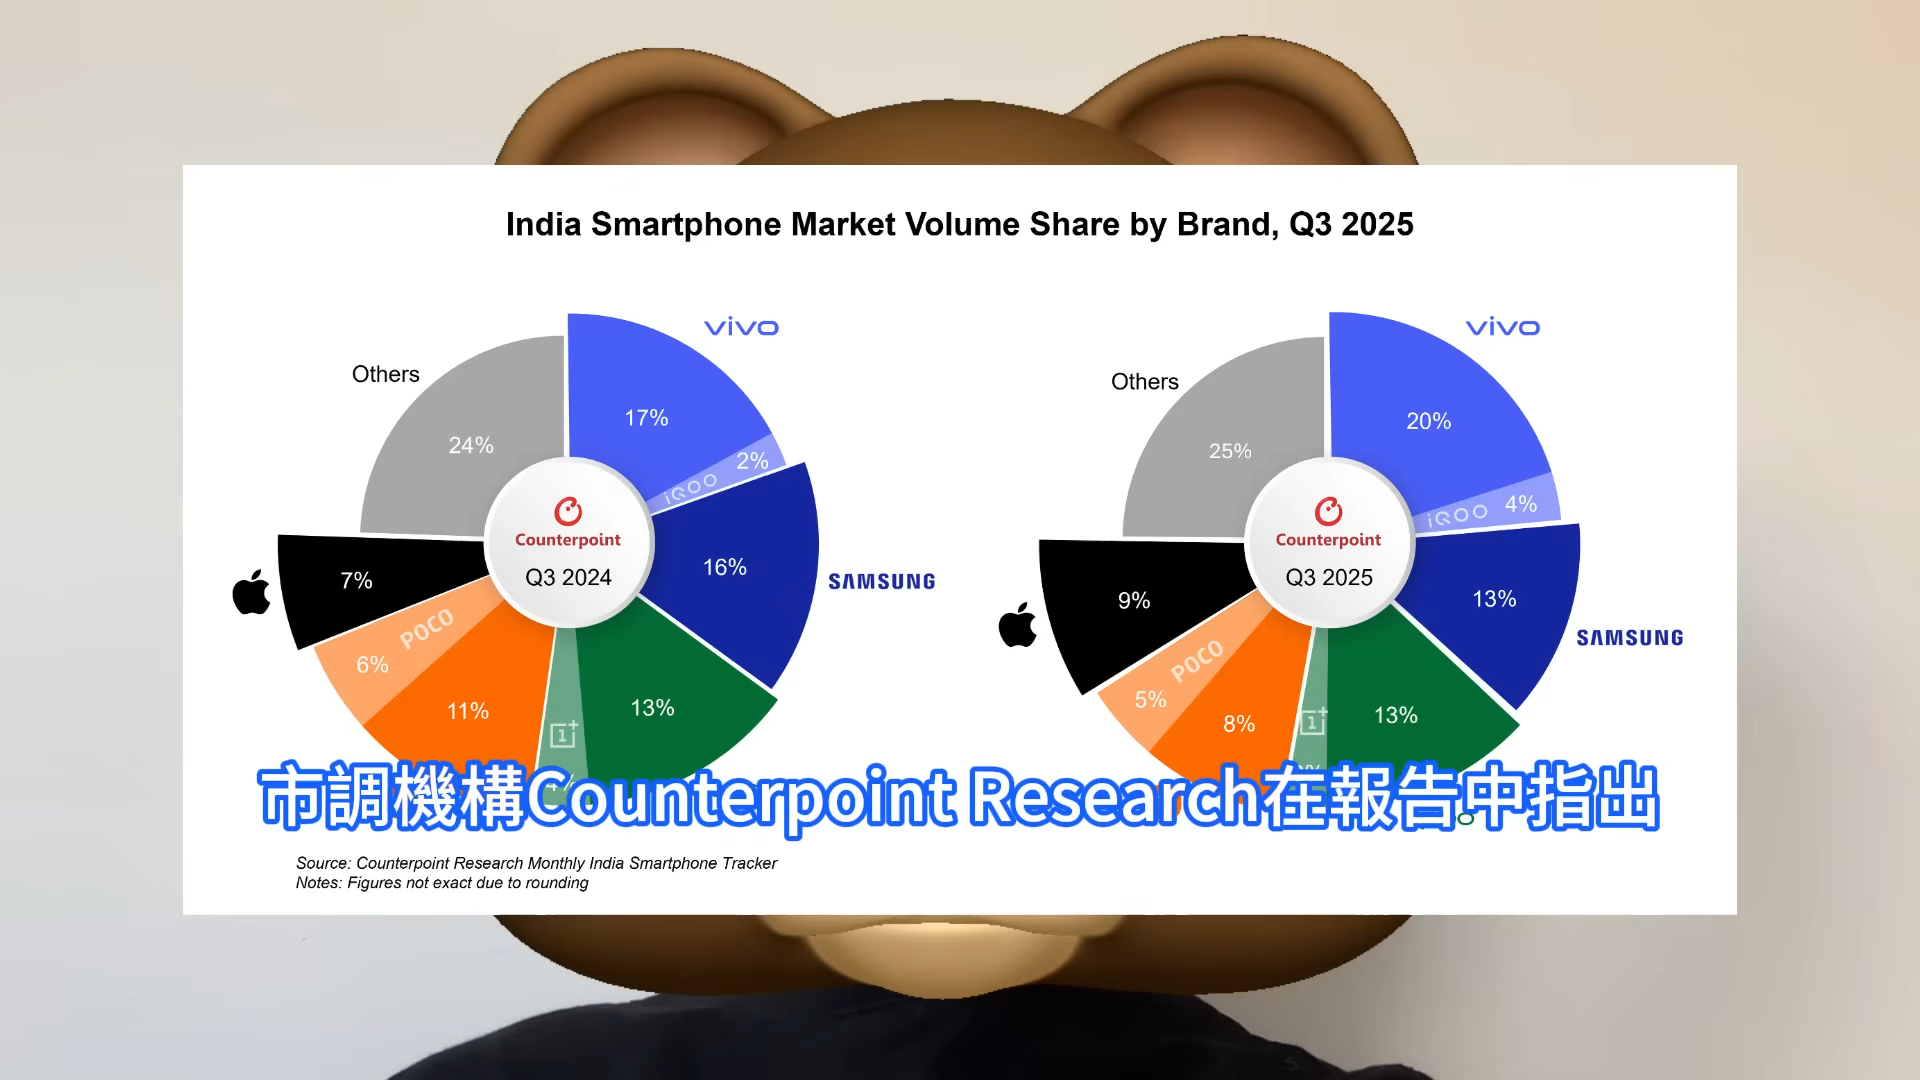 India Smartphone Market Volume Share by Brand, Q3 2025
Others
vivo
24%
17%
2%
iQOO
Counterpoint
Q3 2024
16%
SAMSUNG
7%
POCO
6%
11%
13%
1+
Others
vivo
25%
20%
4%
iQOO
Counterpoint
Q3 2025
13%
SAMSUNG
9%
POCO
5%
8%
13%
1+
市調機構Counterpoint Research在報告中指出
Source: Counterpoint Research Monthly India Smartphone Tracker
Notes: Figures not exact due to rounding